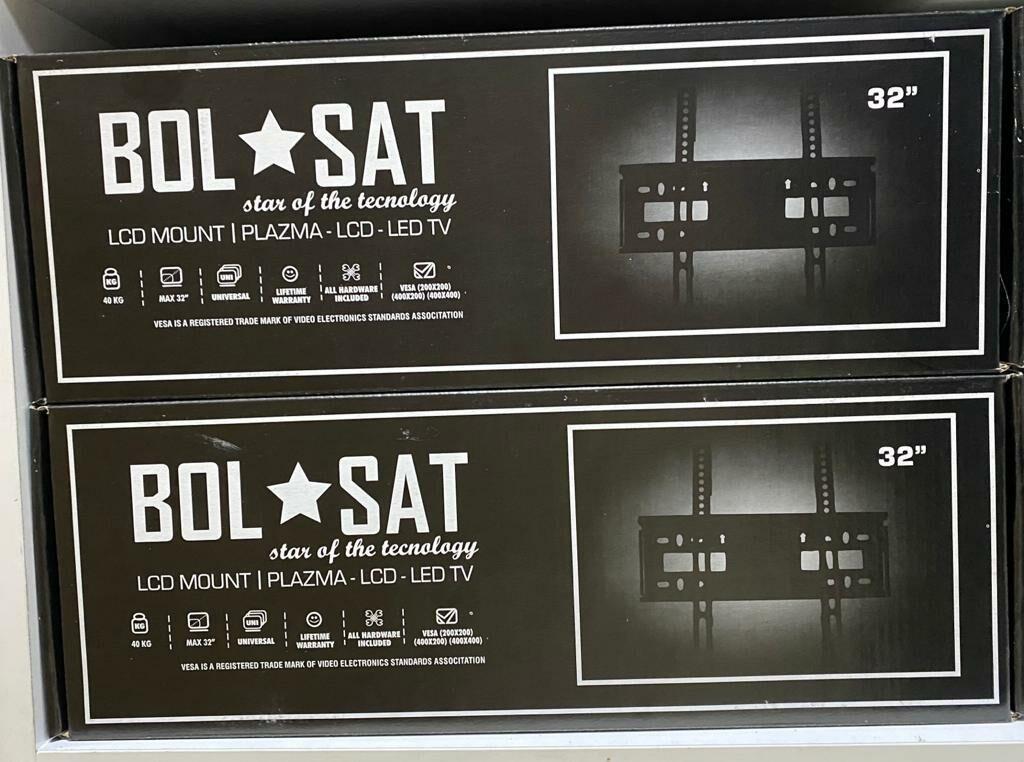 BOL★SAT
star of the tecnology
LCD MOUNT | PLAZMA - LCD - LED TV
KG
40 KG
MAX 32"
UNI
UNIVERSAL
LIFETIME
WARRANTY
ALL HARDWARE
INCLUDED
VESA (200X200)
(400X200) (400X400)
VESA IS A REGISTERED TRADE MARK OF VIDEO ELECTRONICS STANDARDS ASSOCITATION
32"
BOL★SAT
star of the tecnology
LCD MOUNT | PLAZMA - LCD - LED TV
KG
40 KG
MAX 32"
UNI
UNIVERSAL
LIFETIME
WARRANTY
ALL HARDWARE
INCLUDED
VESA (200X200)
(400X200) (400X400)
VESA IS A REGISTERED TRADE MARK OF VIDEO ELECTRONICS STANDARDS ASSOCITATION
32"